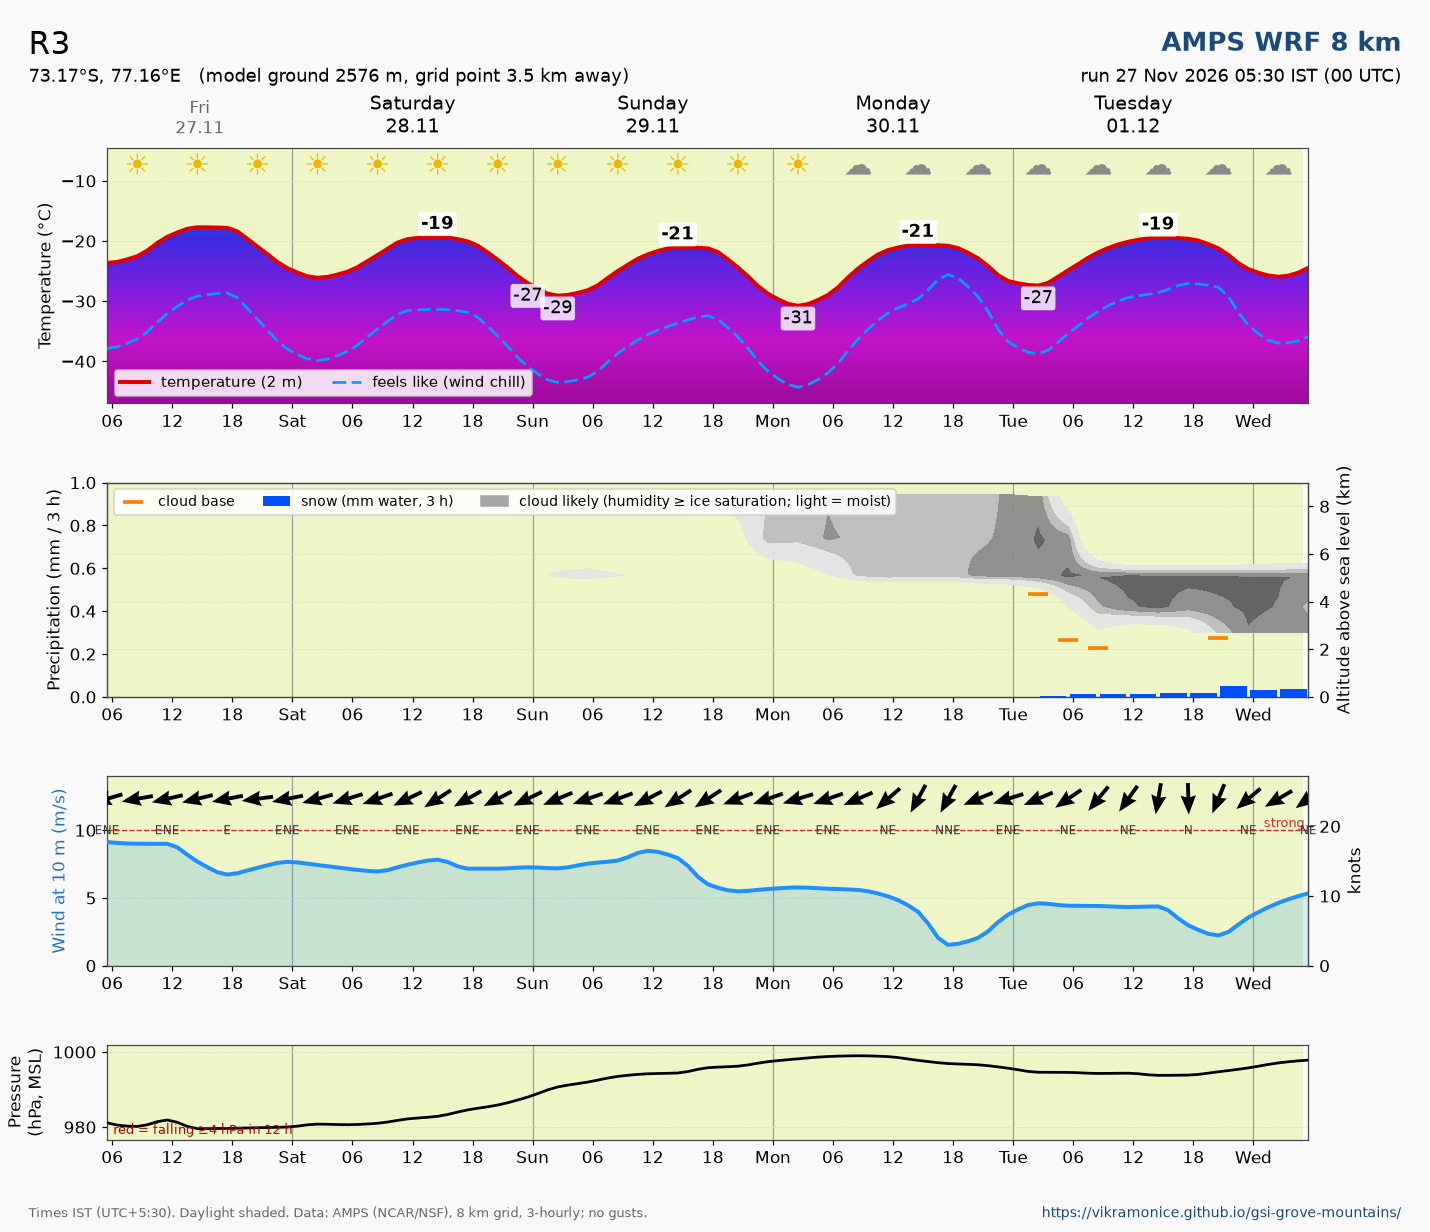 R3
AMPS WRF 8 km
73.17°S, 77.16°E (model ground 2576 m, grid point 3.5 km away)
run 27 Nov 2026 05:30 IST (00 UTC)
Fri Saturday Sunday Monday Tuesday
27.11 28.11 29.11 30.11 01.12
Temperature (°C)
−10
−20
−30
−40
-19 -21 -21 -19
-27 -29 -31 -27
temperature (2 m) feels like (wind chill)
06 12 18 Sat 06 12 18 Sun 06 12 18 Mon 06 12 18 Tue 06 12 18 Wed
Precipitation (mm / 3 h)
1.0
0.8
0.6
0.4
0.2
0.0
cloud base snow (mm water, 3 h) cloud likely (humidity ≥ ice saturation; light = moist)
8
6
4
2
0
Altitude above sea level (km)
06 12 18 Sat 06 12 18 Sun 06 12 18 Mon 06 12 18 Tue 06 12 18 Wed
Wind at 10 m (m/s)
10
5
0
strong
ENE ENE E ENE ENE ENE ENE ENE ENE ENE ENE ENE ENE NE NNE ENE NE NE N NE NE
20
10
0
knots
06 12 18 Sat 06 12 18 Sun 06 12 18 Mon 06 12 18 Tue 06 12 18 Wed
Pressure
(hPa, MSL)
1000
980
red = falling ≥4 hPa in 12 h
06 12 18 Sat 06 12 18 Sun 06 12 18 Mon 06 12 18 Tue 06 12 18 Wed
Times IST (UTC+5:30). Daylight shaded. Data: AMPS (NCAR/NSF), 8 km grid, 3-hourly; no gusts.
https://vikramonice.github.io/gsi-grove-mountains/